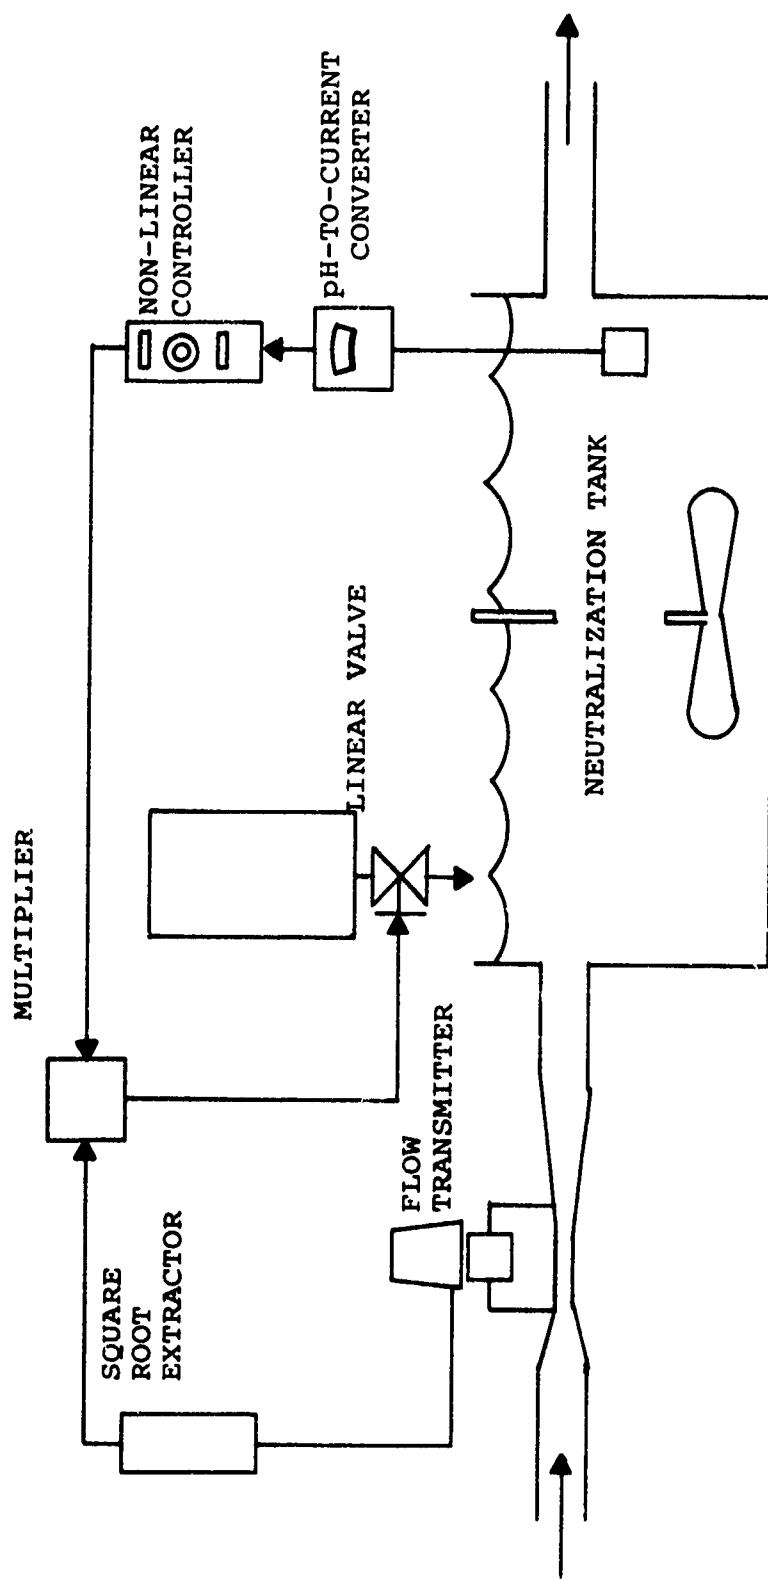 MULTIPLIER
SQUARE
ROOT
EXTRACTOR
FLOW
TRANSMITTER
LINEAR VALVE
NON-LINEAR
CONTROLLER
pH-TO-CURRENT
CONVERTER
NEUTRALIZATION TANK